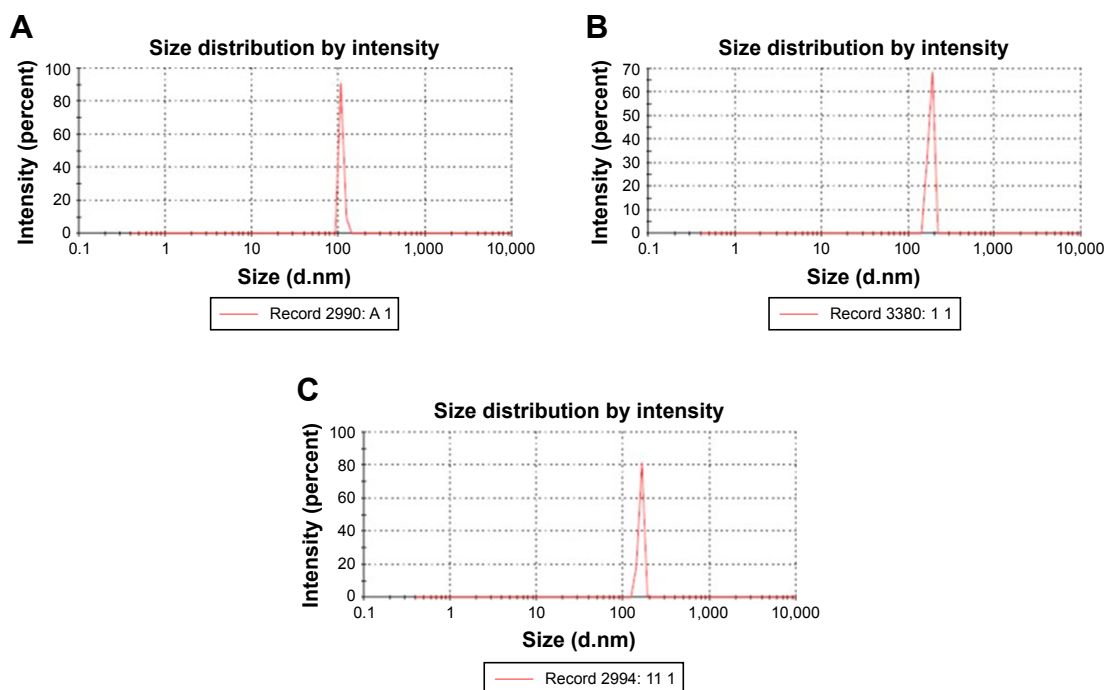 A
Size distribution by intensity
Intensity (percent)
100
80
60
40
20
0
0.1 1 10 100 1,000 10,000
Size (d.nm)
Record 2990: A 1
B
Size distribution by intensity
Intensity (percent)
70
60
50
40
30
20
10
0
0.1 1 10 100 1,000 10,000
Size (d.nm)
Record 3380: 1 1
C
Size distribution by intensity
Intensity (percent)
100
80
60
40
20
0
0.1 1 10 100 1,000 10,000
Size (d.nm)
Record 2994: 11 1